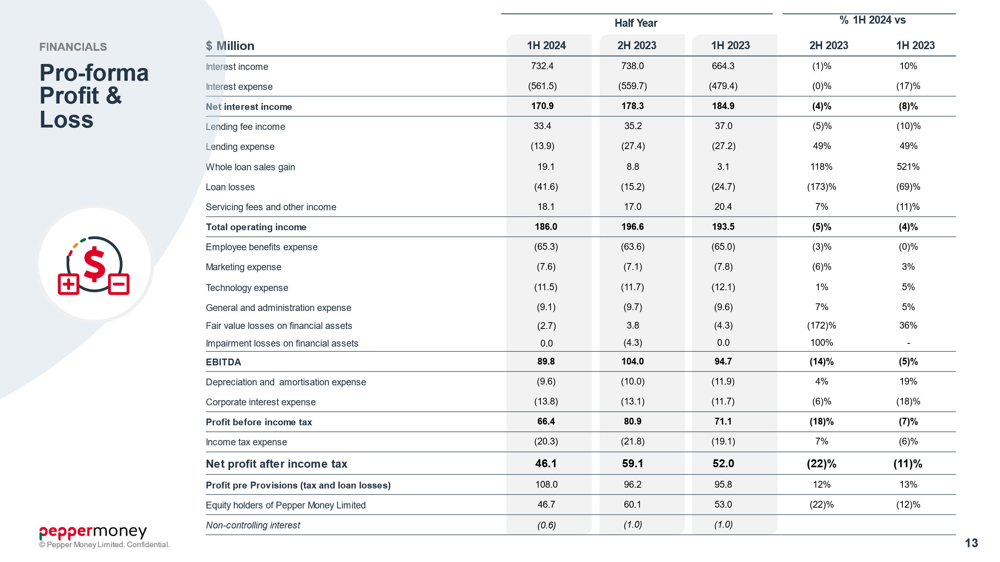 FINANCIALS
Pro-forma
Profit &
Loss
Half Year
% 1H 2024 vs
$ Million 1H 2024 2H 2023 1H 2023 2H 2023 1H 2023
Interest income 732.4 738.0 664.3 (1)% 10%
Interest expense (561.5) (559.7) (479.4) (0)% (17)%
Net interest income 170.9 178.3 184.9 (4)% (8)%
Lending fee income 33.4 35.2 37.0 (5)% (10)%
Lending expense (13.9) (27.4) (27.2) 49% 49%
Whole loan sales gain 19.1 8.8 3.1 118% 521%
Loan losses (41.6) (15.2) (24.7) (173)% (69)%
Servicing fees and other income 18.1 17.0 20.4 7% (11)%
Total operating income 186.0 196.6 193.5 (5)% (4)%
Employee benefits expense (65.3) (63.6) (65.0) (3)% (0)%
Marketing expense (7.6) (7.1) (7.8) (6)% 3%
Technology expense (11.5) (11.7) (12.1) 1% 5%
General and administration expense (9.1) (9.7) (9.6) 7% 5%
Fair value losses on financial assets (2.7) 3.8 (4.3) (172)% 36%
Impairment losses on financial assets 0.0 (4.3) 0.0 100% -
EBITDA 89.8 104.0 94.7 (14)% (5)%
Depreciation and amortisation expense (9.6) (10.0) (11.9) 4% 19%
Corporate interest expense (13.8) (13.1) (11.7) (6)% (18)%
Profit before income tax 66.4 80.9 71.1 (18)% (7)%
Income tax expense (20.3) (21.8) (19.1) 7% (6)%
Net profit after income tax 46.1 59.1 52.0 (22)% (11)%
Profit pre Provisions (tax and loan losses) 108.0 96.2 95.8 12% 13%
Equity holders of Pepper Money Limited 46.7 60.1 53.0 (22)% (12)%
Non-controlling interest (0.6) (1.0) (1.0)
peppermoney
© Pepper Money Limited. Confidential.
13